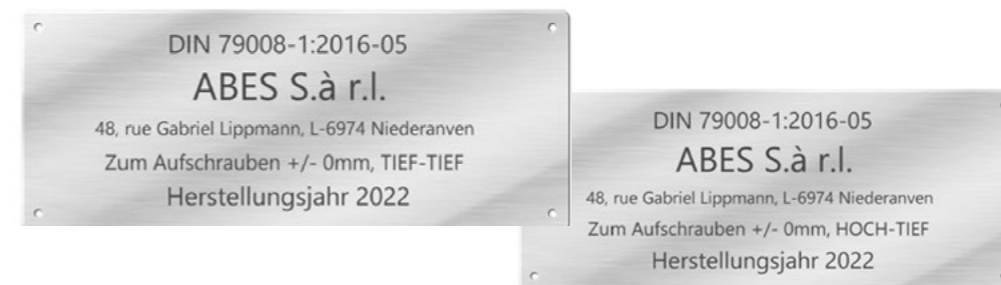 DIN 79008-1:2016-05
ABES S.à r.l.
48, rue Gabriel Lippmann, L-6974 Niederanven
Zum Aufschrauben +/- 0mm, TIEF-TIEF
Herstellungsjahr 2022
DIN 79008-1:2016-05
ABES S.à r.l.
48, rue Gabriel Lippmann, L-6974 Niederanven
Zum Aufschrauben +/- 0mm, HOCH-TIEF
Herstellungsjahr 2022